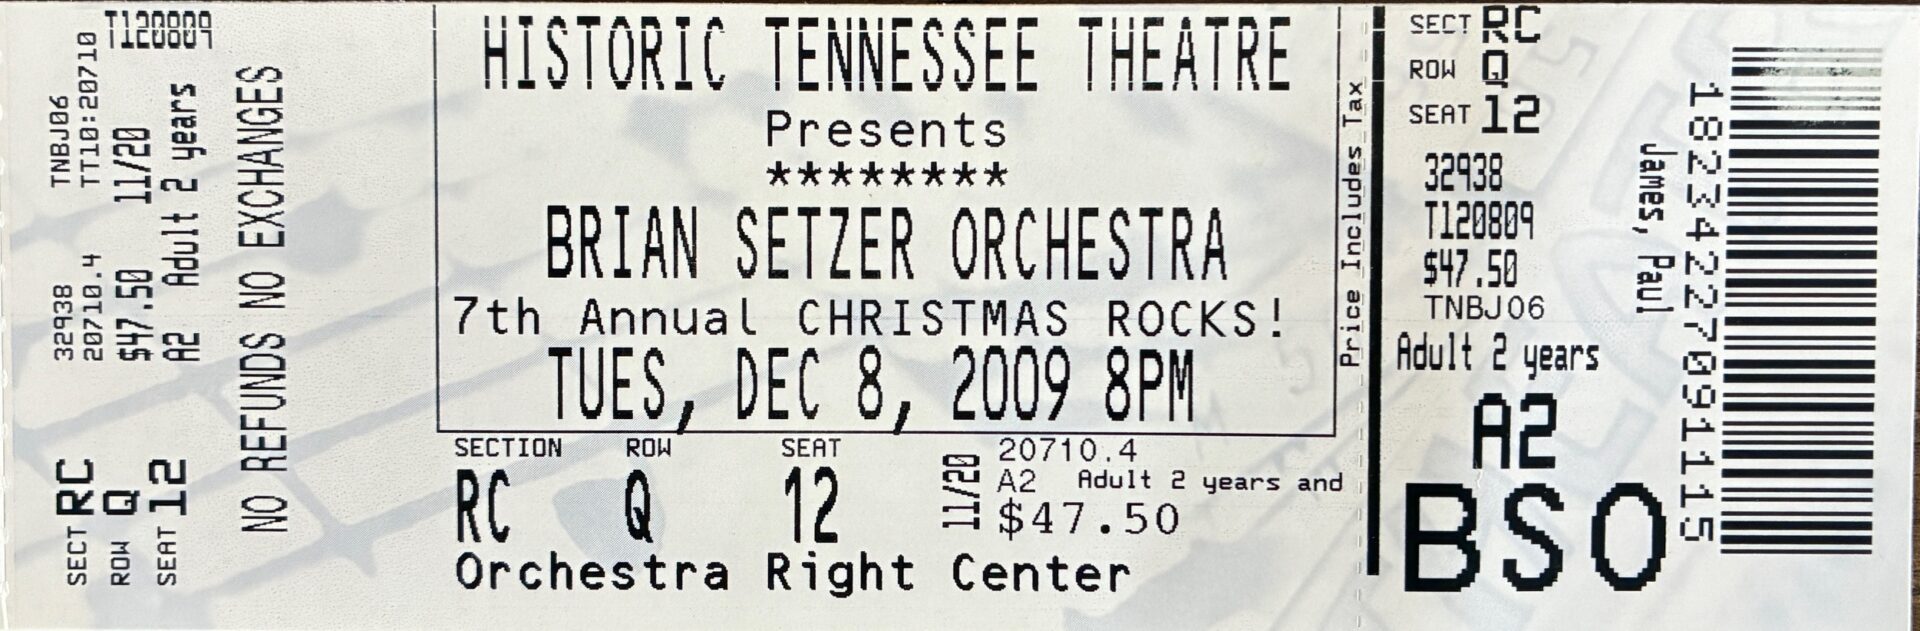 T120809
TNBJ06
TT10:20710
11/20
Adult 2 years
32938
20710.4
$47.50
A2
SECT RC
ROW Q
SEAT 12
NO REFUNDS NO EXCHANGES
HISTORIC TENNESSEE THEATRE
Presents
********
BRIAN SETZER ORCHESTRA
7th Annual CHRISTMAS ROCKS!
TUES, DEC 8, 2009 8PM
SECTION ROW SEAT
RC Q 12
Orchestra Right Center
11/20
20710.4
A2 Adult 2 years and
$47.50
Price Includes Tax
SECT RC
ROW Q
SEAT 12
32938
T120809
$47.50
TNBJ06
Adult 2 years
A2
BSO
James, Paul
18234227091115